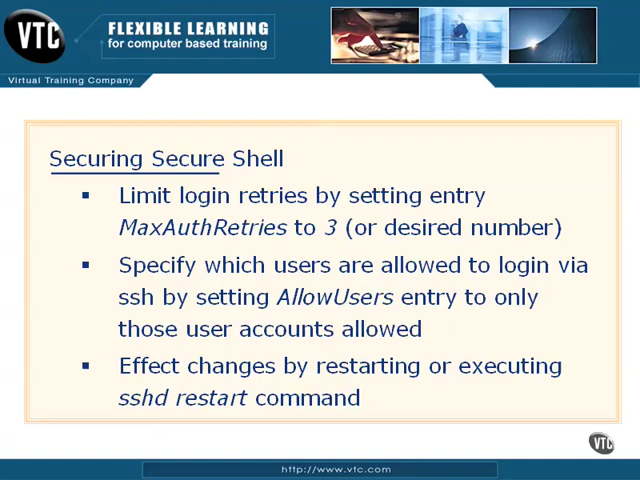 VTC
FLEXIBLE LEARNING
for computer based training
Virtual Training Company
Securing Secure Shell
▪ Limit login retries by setting entry
MaxAuthRetries to 3 (or desired number)
▪ Specify which users are allowed to login via
ssh by setting AllowUsers entry to only
those user accounts allowed
▪ Effect changes by restarting or executing
sshd restart command
VTC
http://www.vtc.com